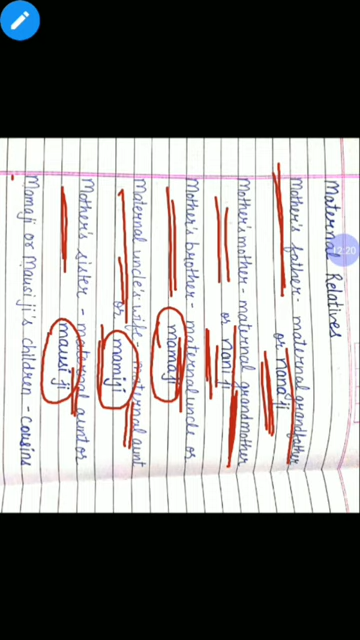 Maternal Relatives
12:20
Mother's father - maternal grandfather
or nana ji
Mother's mother - maternal grandmother
or nani ji
Mother's brother - maternal uncle or
mamaji
Maternal uncle's wife - maternal aunt
or mamiji
Mother's sister - maternal aunt or
mausi ji
Mamaji or Mausi ji's children - cousins